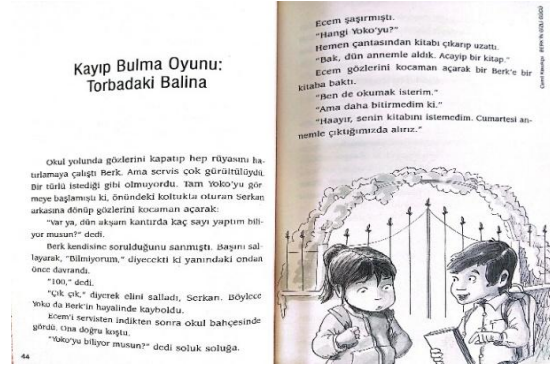 Kayıp Bulma Oyunu:
Torbadaki Balina
Okul yolunda gözlerini kapatıp hep rüyasını ha-
tırlamaya çalıştı Berk. Ama servis çok gürültülüydü.
Bir türlü istediği gibi olmuyordu. Tam Yoko'yu gör-
meye başlamıştı ki, önündeki koltukta oturan Serkan
arkasına dönüp gözlerini kocaman açarak:
"Var ya, dün akşam kantırda kaç sayı yaptım bili-
yor musun?" dedi.
Berk kendisine sorulduğunu sanmıştı. Başını sal-
layarak, "Bilmiyorum," diyecekti ki yanındaki ondan
önce davrandı.
"100," dedi.
"Çık çık," diyerek elini salladı, Serkan. Böylece
Yoko da Berk'in hayalinde kayboldu.
Ecem'i servisten indikten sonra okul bahçesinde
gördü. Ona doğru koştu.
"Yoko'yu biliyor musun?" dedi soluk soluğa.
44
Ecem şaşırmıştı.
"Hangi Yoko'yu?"
Hemen çantasından kitabı çıkarıp uzattı.
"Bak, dün annemle aldık. Acayip bir kitap."
Ecem gözlerini kocaman açarak bir Berk'e bir
kitaba baktı.
"Ben de okumak isterim."
"Ama daha bitirmedim ki."
"Haayır, senin kitabını istemedim. Cumartesi an-
nemle çıktığımızda alırız."
BERK'İN GİZLİ GÜCÜ